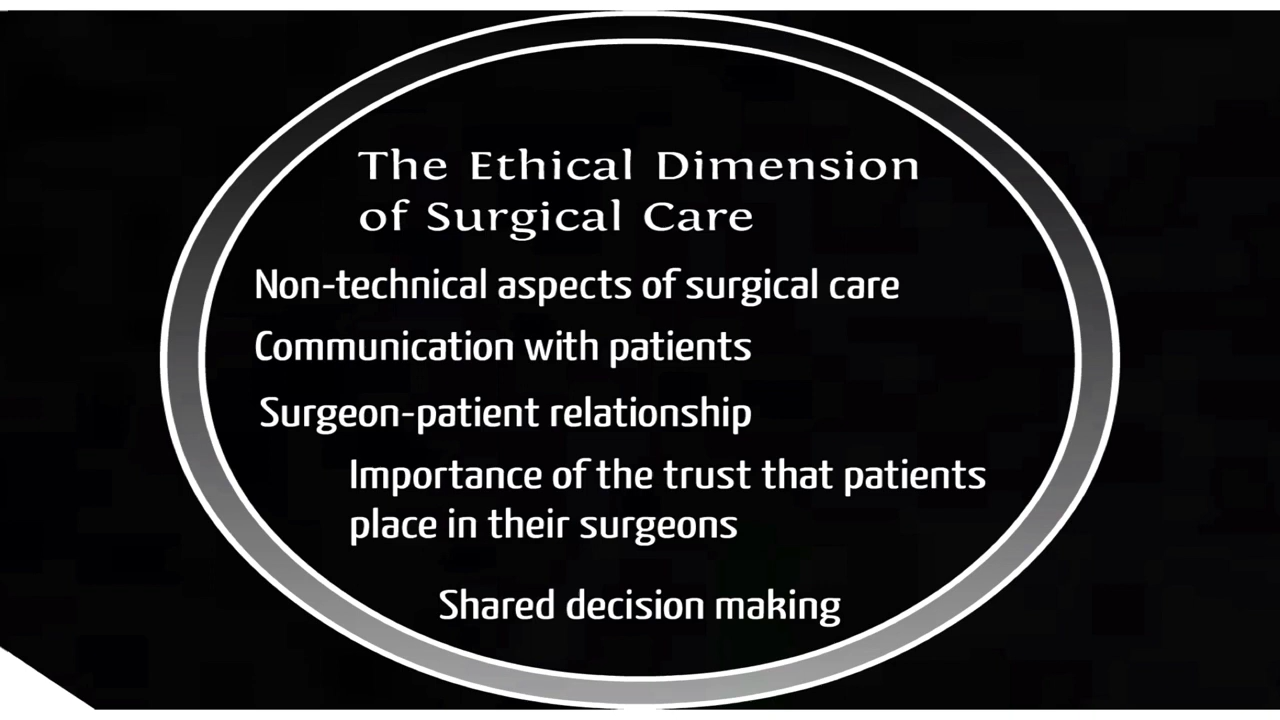 The Ethical Dimension
of Surgical Care
Non-technical aspects of surgical care
Communication with patients
Surgeon-patient relationship
Importance of the trust that patients
place in their surgeons
Shared decision making